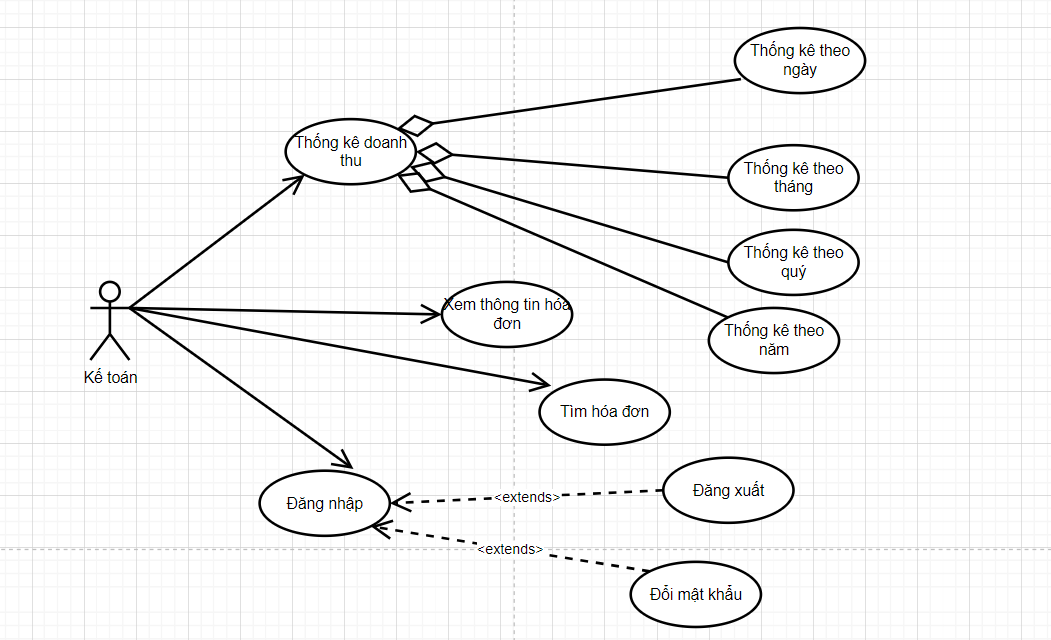 Thống kê theo
ngày
Thống kê doanh
thu
Thống kê theo
tháng
Thống kê theo
quý
Xem thông tin hóa
đơn
Thống kê theo
năm
Kế toán
Tìm hóa đơn
Đăng nhập
<extends>
Đăng xuất
<extends>
Đổi mật khẩu